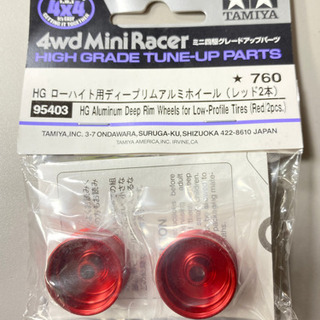 4x4
TAMIYA
4wd Mini Racer
ミニ四駆グレードアップパーツ
HIGH GRADE TUNE-UP PARTS
★ 760
HG ローハイト用ディープリムアルミホイール(レッド2本)
95403
HG Aluminum Deep Rim Wheels for Low-Profile Tires (Red/2pcs.)
TAMIYA,INC. 3-7 ONDAWARA, SURUGA-KU, SHIZUOKA 422-8610 JAPAN
TAMIYA AMERICA INC. IRVINE, CA.